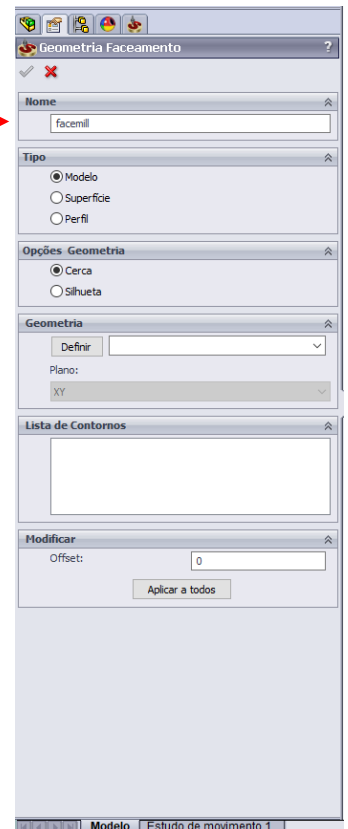 Geometria Faceamento ?
Nome
facemill
Tipo
Modelo
Superfície
Perfil
Opções Geometria
Cerca
Silhueta
Geometria
Definir
Plano:
XY
Lista de Contornos
Modificar
Offset: 0
Aplicar a todos
Modelo Estudo de movimento 1